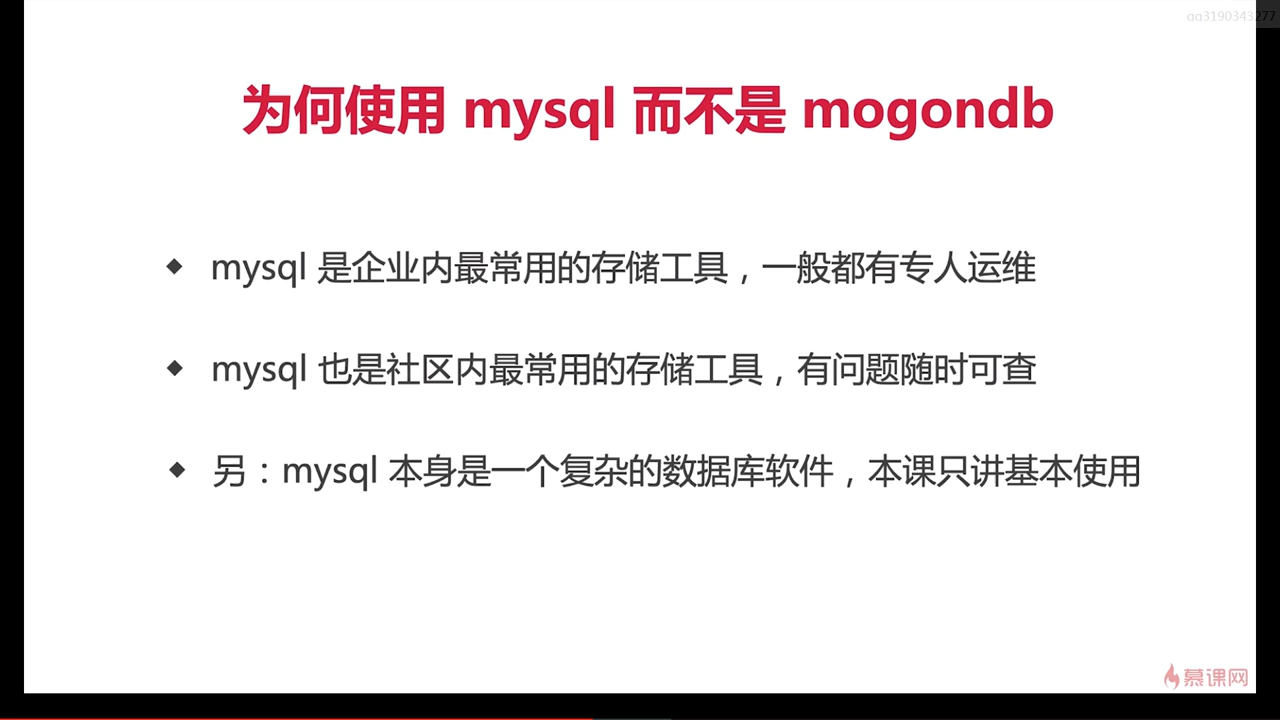 qq3190343277
为何使用 mysql 而不是 mogondb
◆ mysql 是企业内最常用的存储工具，一般都有专人运维
◆ mysql 也是社区内最常用的存储工具，有问题随时可查
◆ 另：mysql 本身是一个复杂的数据库软件，本课只讲基本使用
慕课网